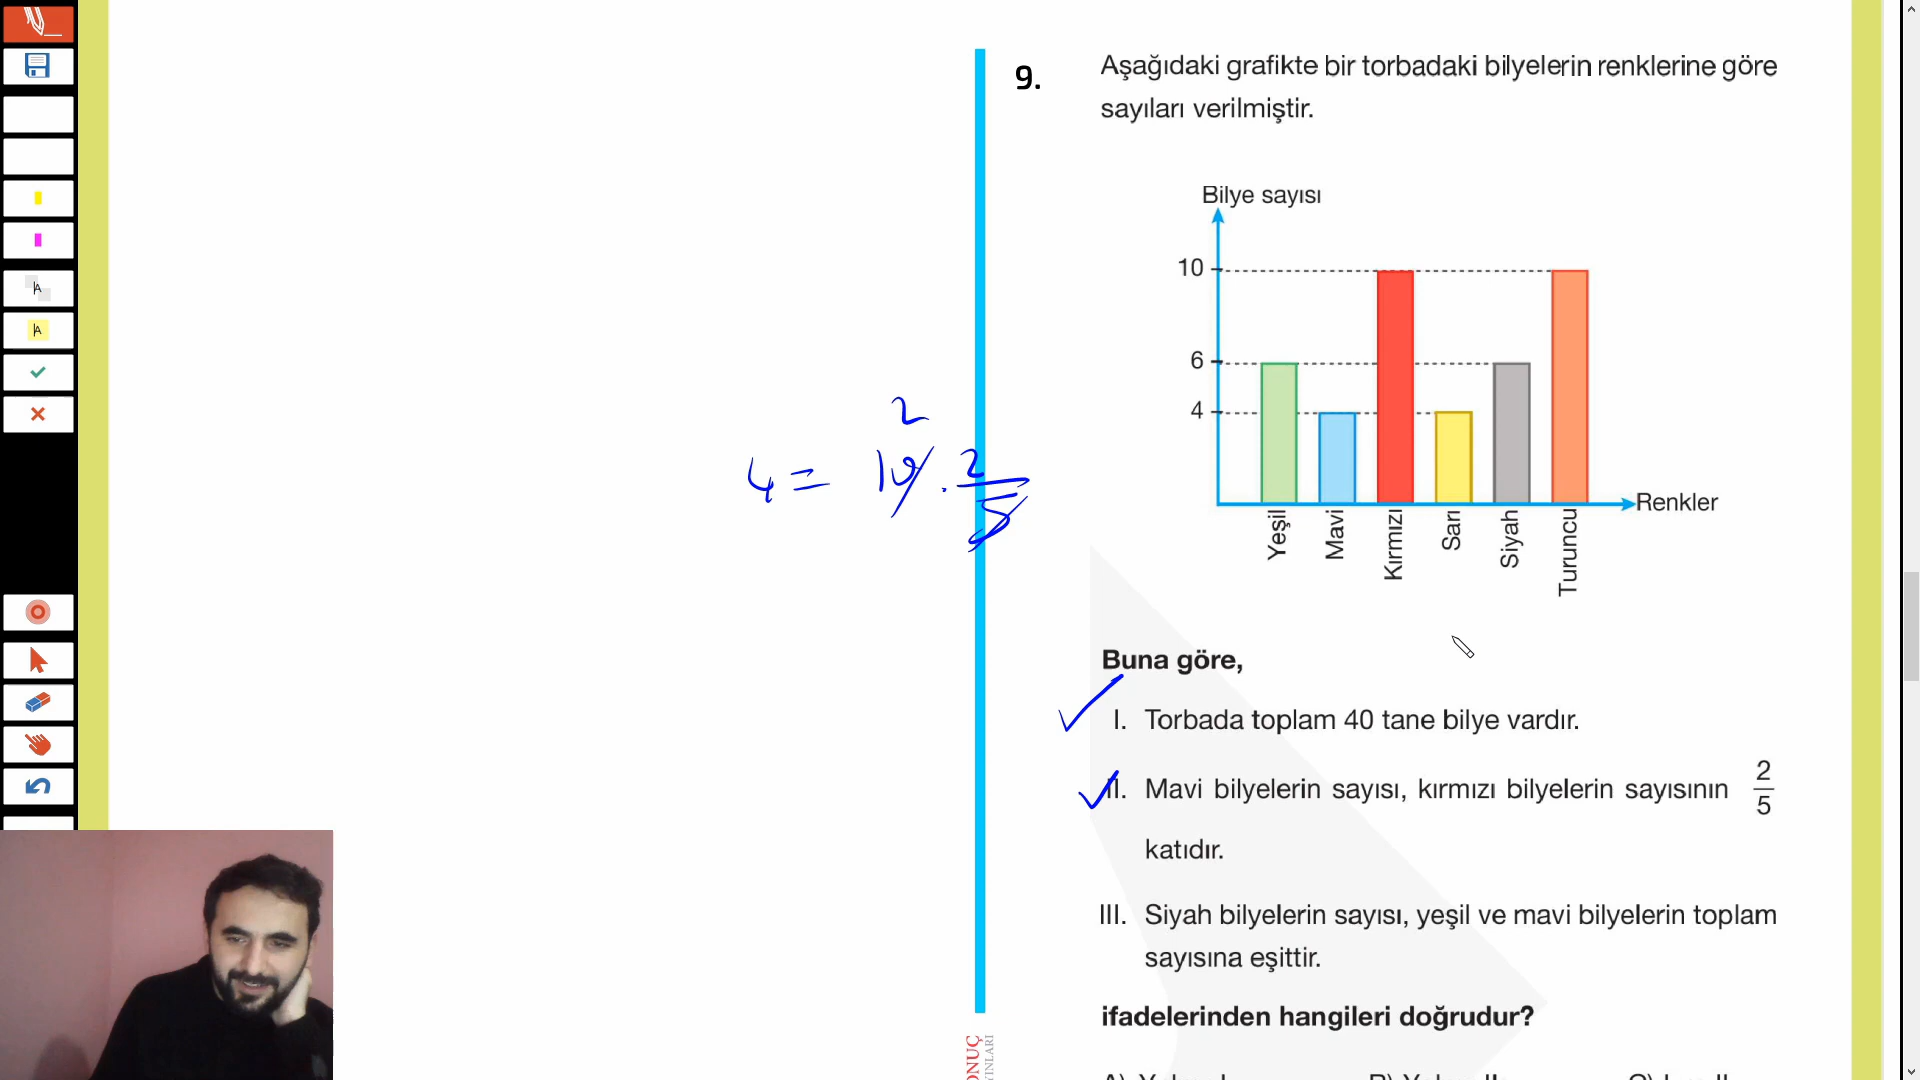 9.
Aşağıdaki grafikte bir torbadaki bilyelerin renklerine göre
sayıları verilmiştir.
Bilye sayısı
10
6
4
Renkler
Yeşil
Mavi
Kırmızı
Sarı
Siyah
Turuncu
2
4 = 10 . 2/5
Buna göre,
I. Torbada toplam 40 tane bilye vardır.
II. Mavi bilyelerin sayısı, kırmızı bilyelerin sayısının 2/5
katıdır.
III. Siyah bilyelerin sayısı, yeşil ve mavi bilyelerin toplam
sayısına eşittir.
ifadelerinden hangileri doğrudur?